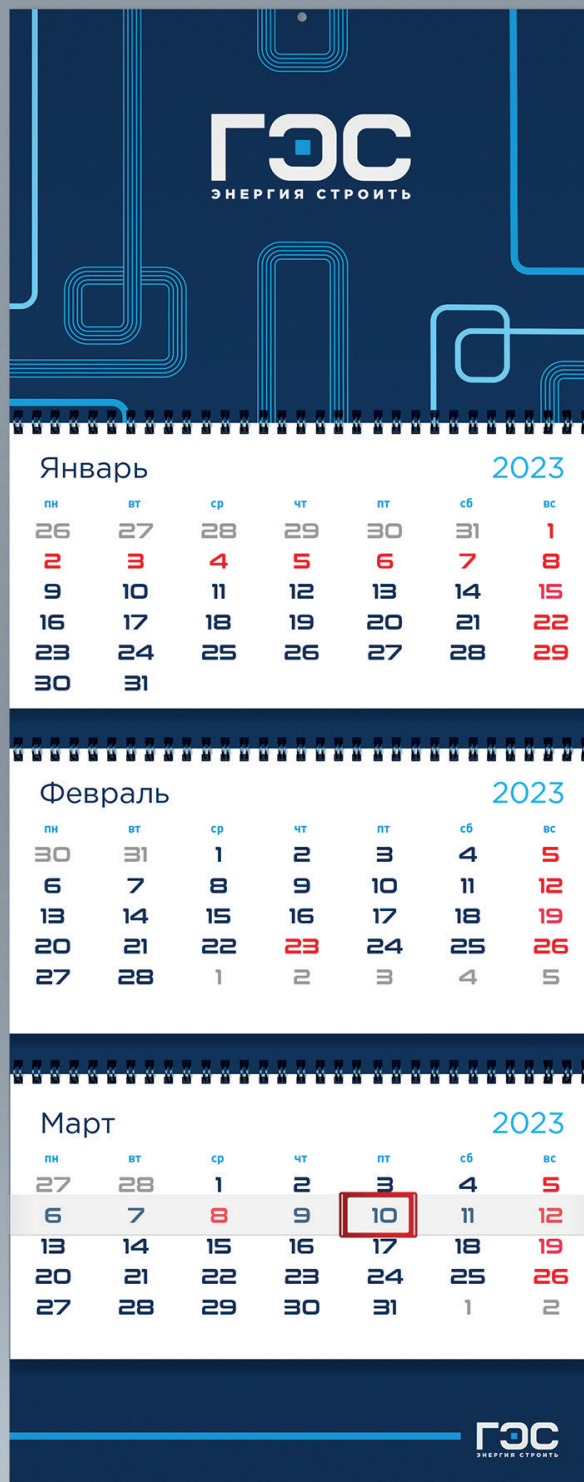 ГЭС
ЭНЕРГИЯ СТРОИТЬ
Январь 2023
пн вт ср чт пт сб вс
26 27 28 29 30 31 1
2 3 4 5 6 7 8
9 10 11 12 13 14 15
16 17 18 19 20 21 22
23 24 25 26 27 28 29
30 31
Февраль 2023
пн вт ср чт пт сб вс
30 31 1 2 3 4 5
6 7 8 9 10 11 12
13 14 15 16 17 18 19
20 21 22 23 24 25 26
27 28 1 2 3 4 5
Март 2023
пн вт ср чт пт сб вс
27 28 1 2 3 4 5
6 7 8 9 10 11 12
13 14 15 16 17 18 19
20 21 22 23 24 25 26
27 28 29 30 31 1 2
ГЭС
ЭНЕРГИЯ СТРОИТЬ